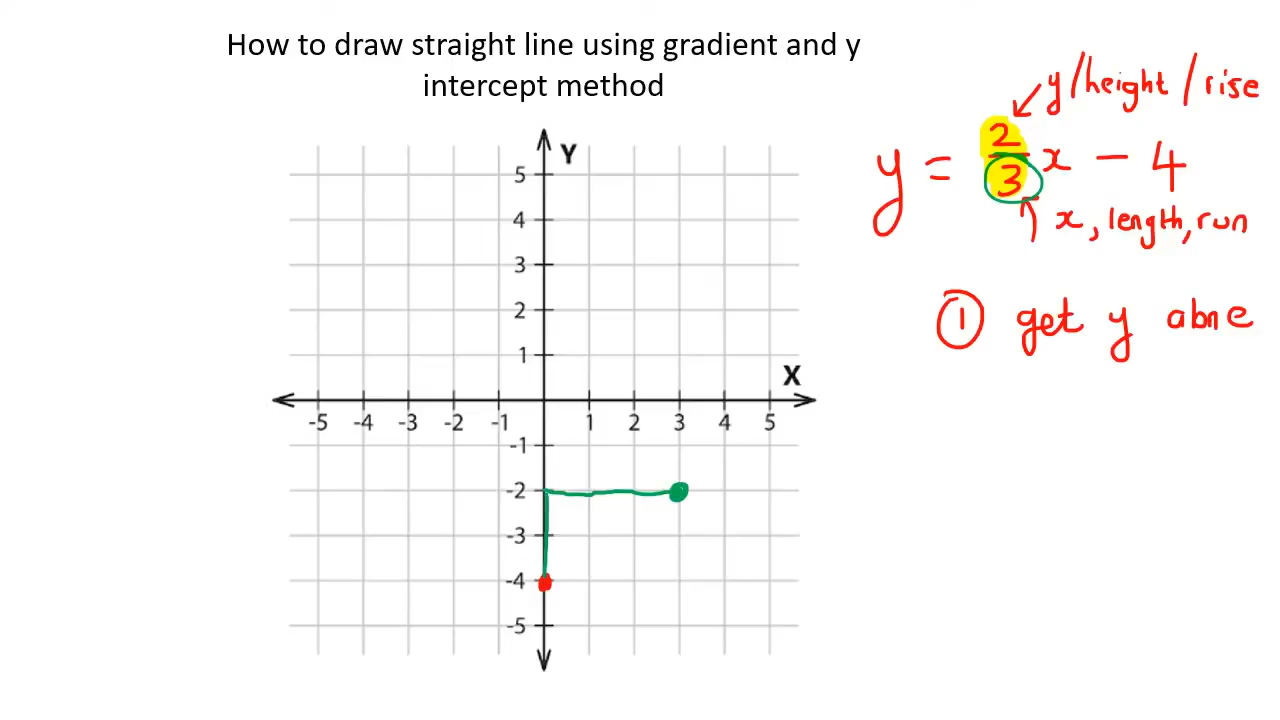 How to draw straight line using gradient and y
intercept method
y/height/rise
y = 2/3 x - 4
x, length, run
① get y alone
Y
5
4
3
2
1
X
-5 -4 -3 -2 -1 1 2 3 4 5
-1
-2
-3
-4
-5